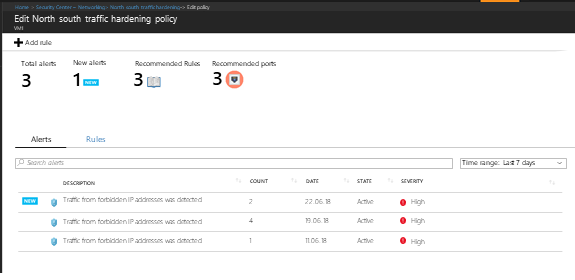 Home > Security Center – Networking > North south traffic hardening >> Edit policy
Edit North south traffic hardening policy
VM1
Add rule
Total alerts New alerts Recommended Rules Recommended ports
3 1 NEW 3 3
Alerts Rules
Search alerts Time range: Last 7 days
DESCRIPTION COUNT DATE STATE SEVERITY
NEW Traffic from forbidden IP addresses was detected 2 22.06.18 Active High
Traffic from forbidden IP addresses was detected 4 19.06.18 Active High
Traffic from forbidden IP addresses was detected 1 11.06.18 Active High